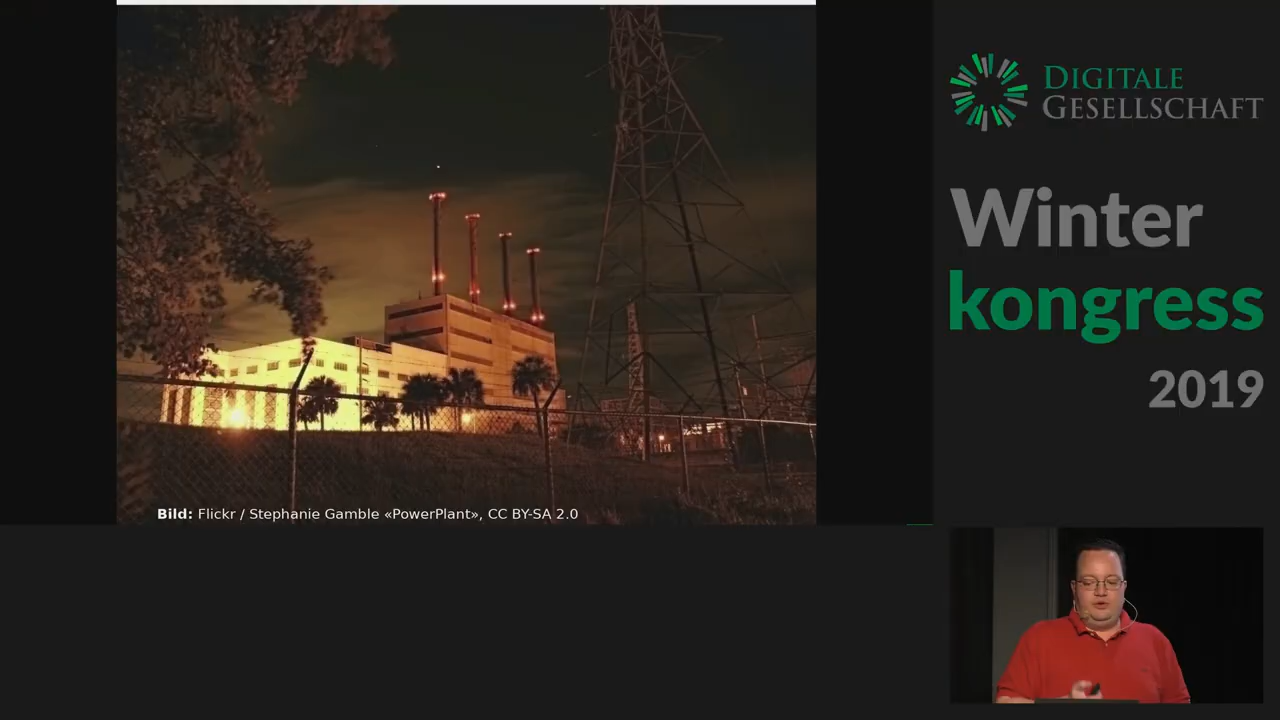 DIGITALE
GESELLSCHAFT
Winter
kongress
2019
Bild: Flickr / Stephanie Gamble «PowerPlant», CC BY-SA 2.0